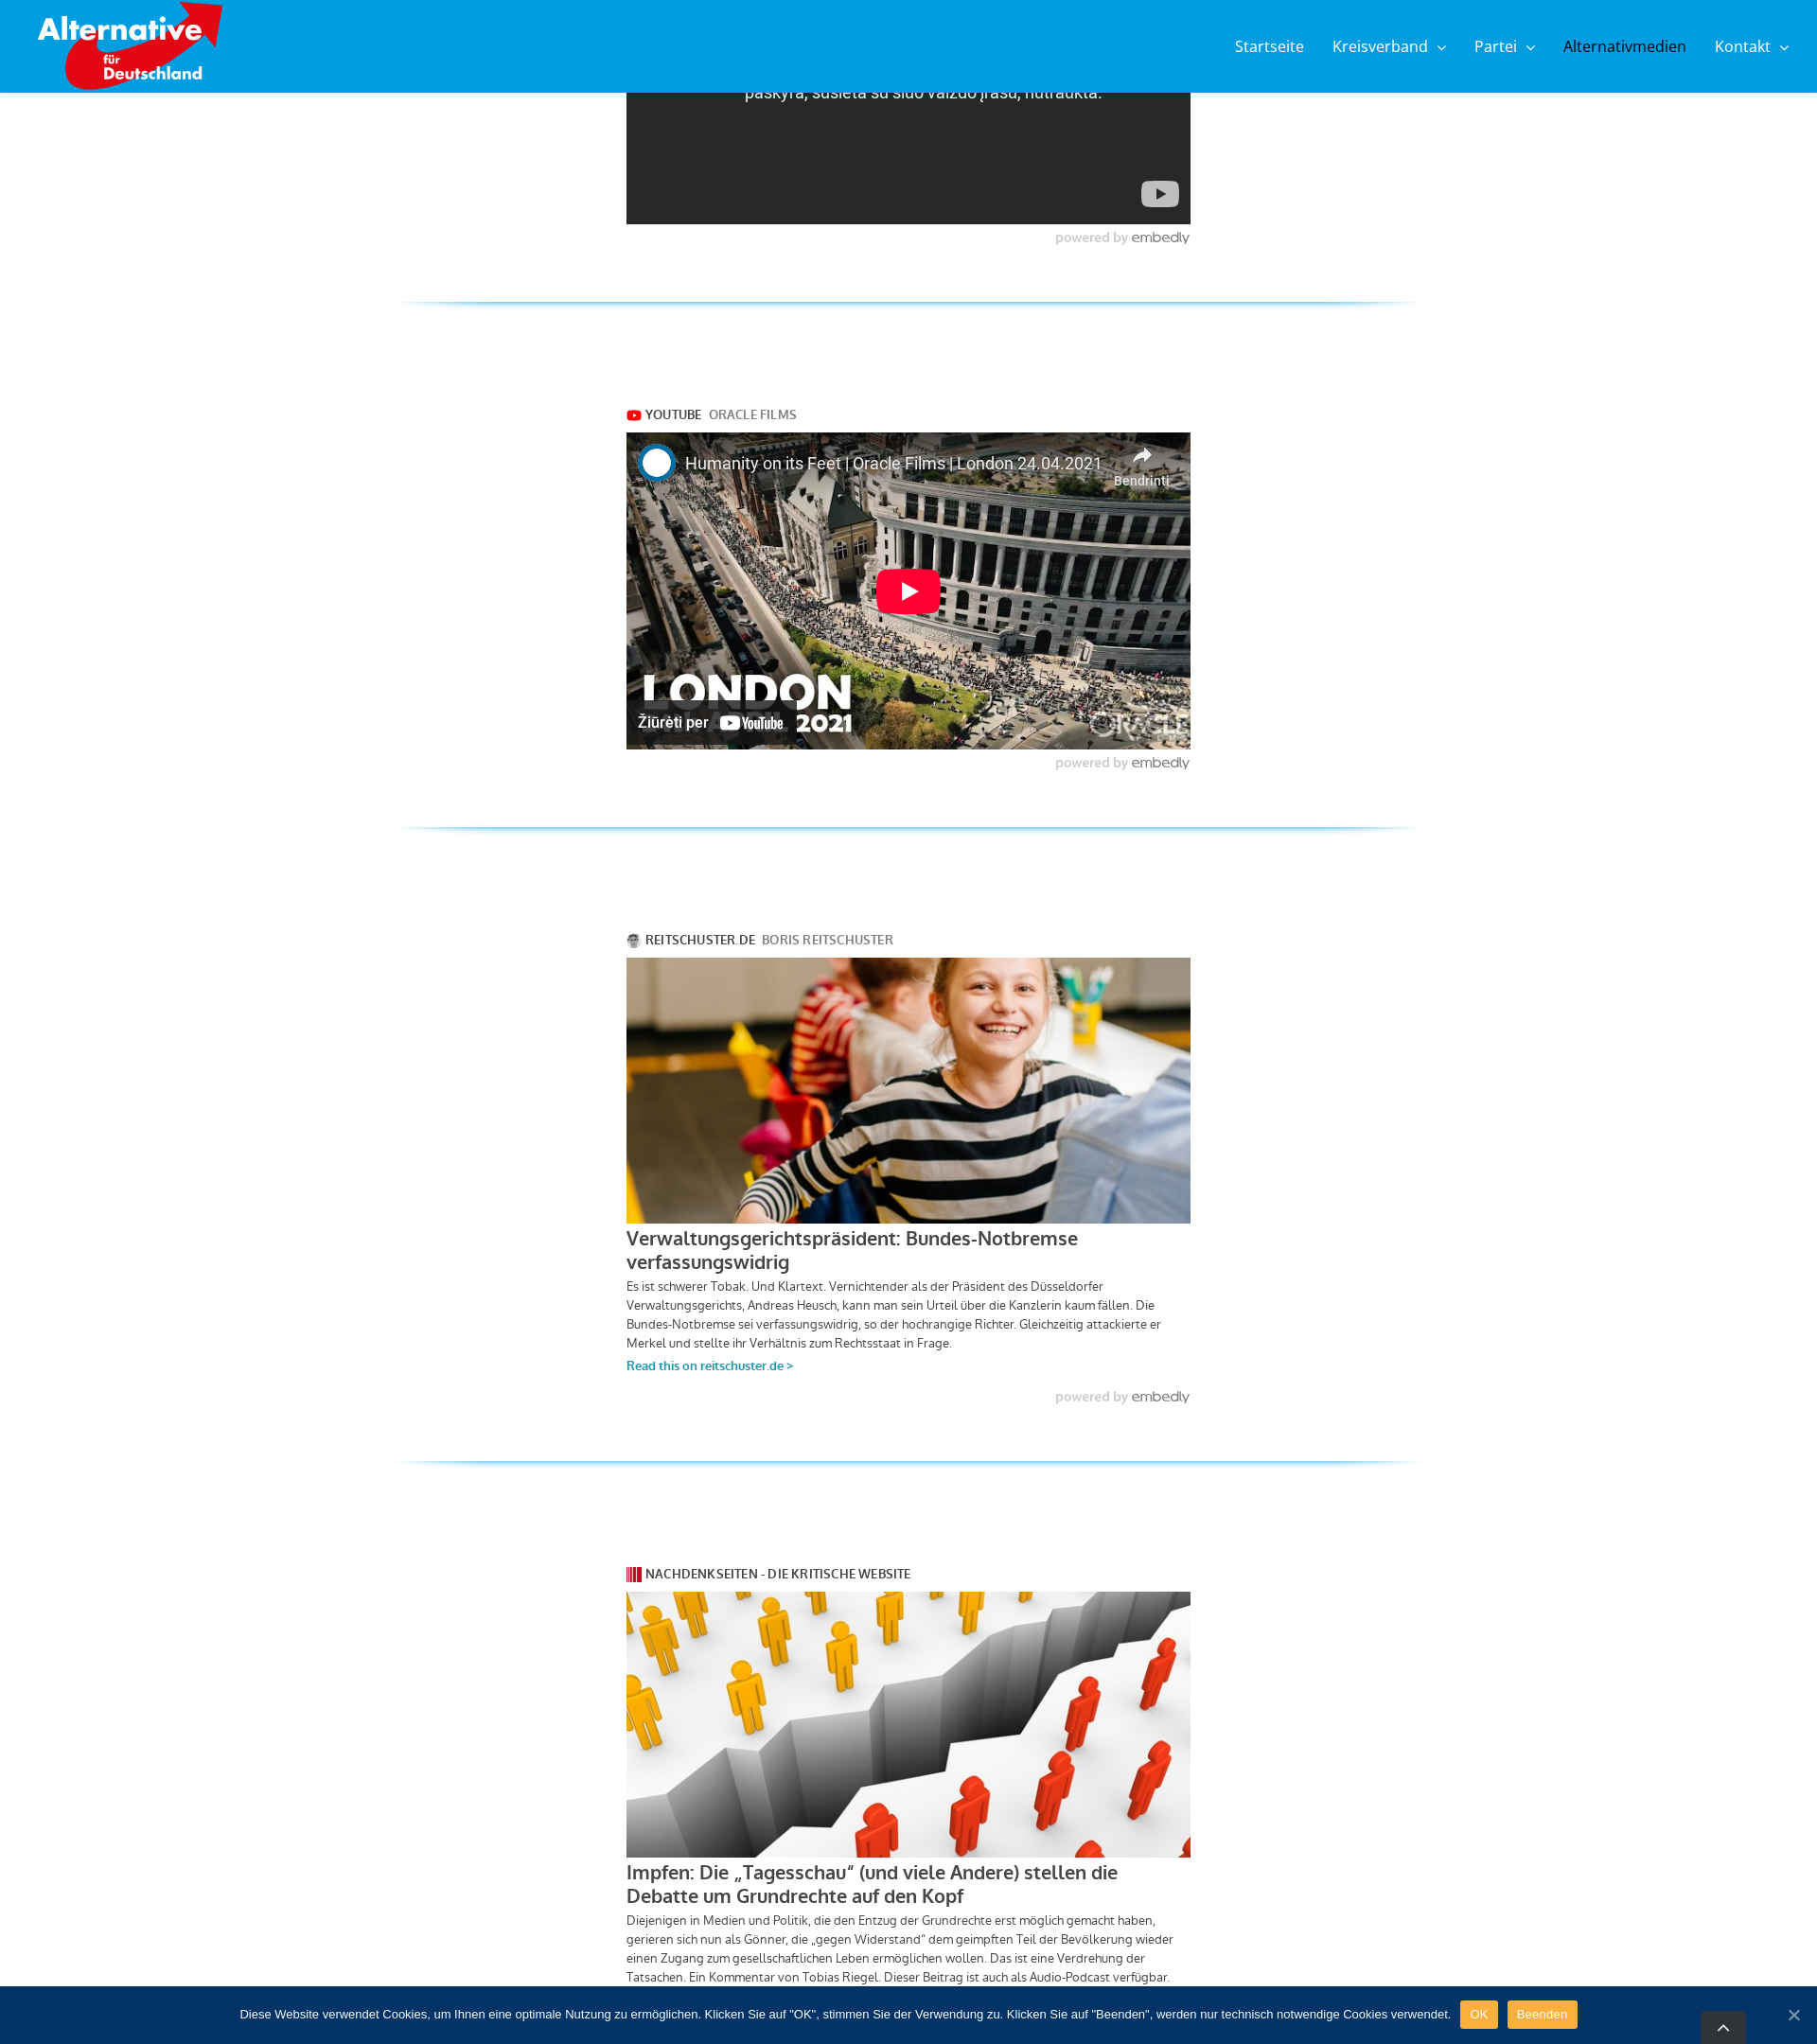 Alternative
für
Deutschland
Startseite
Kreisverband
Partei
Alternativmedien
Kontakt
powered by embedly
YOUTUBE ORACLE FILMS
Humanity on its Feet | Oracle Films | London 24.04.2021
Bendrinti
LONDON
2021
Žiūrėti per YouTube
ORACLE
powered by embedly
REITSCHUSTER.DE BORIS REITSCHUSTER
Verwaltungsgerichtspräsident: Bundes-Notbremse
verfassungswidrig
Es ist schwerer Tobak. Und Klartext. Vernichtender als der Präsident des Düsseldorfer
Verwaltungsgerichts, Andreas Heusch, kann man sein Urteil über die Kanzlerin kaum fällen. Die
Bundes-Notbremse sei verfassungswidrig, so der hochrangige Richter. Gleichzeitig attackierte er
Merkel und stellte ihr Verhältnis zum Rechtsstaat in Frage.
Read this on reitschuster.de >
powered by embedly
NACHDENKSEITEN - DIE KRITISCHE WEBSITE
Impfen: Die „Tagesschau“ (und viele Andere) stellen die
Debatte um Grundrechte auf den Kopf
Diejenigen in Medien und Politik, die den Entzug der Grundrechte erst möglich gemacht haben,
gerieren sich nun als Gönner, die „gegen Widerstand“ dem geimpften Teil der Bevölkerung wieder
einen Zugang zum gesellschaftlichen Leben ermöglichen wollen. Das ist eine Verdrehung der
Tatsachen. Ein Kommentar von Tobias Riegel. Dieser Beitrag ist auch als Audio-Podcast verfügbar.
Diese Website verwendet Cookies, um Ihnen eine optimale Nutzung zu ermöglichen. Klicken Sie auf "OK", stimmen Sie der Verwendung zu. Klicken Sie auf "Beenden", werden nur technisch notwendige Cookies verwendet.
OK
Beenden